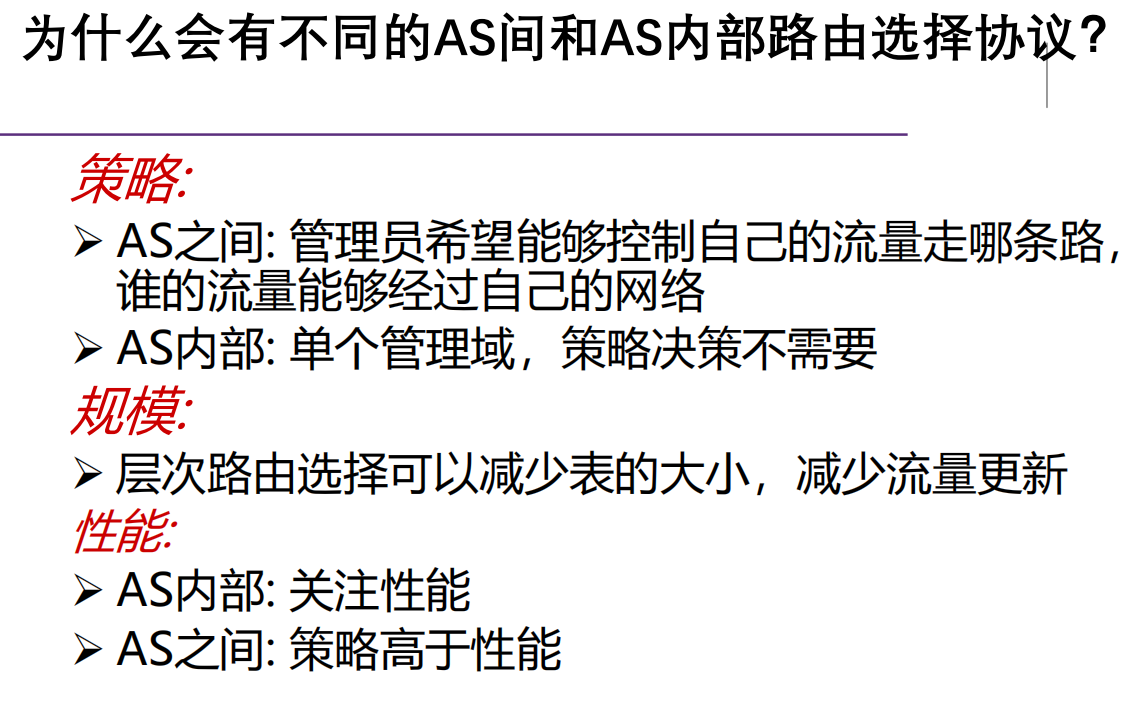 为什么会有不同的AS间和AS内部路由选择协议?
策略:
➢ AS之间: 管理员希望能够控制自己的流量走哪条路,
谁的流量能够经过自己的网络
➢ AS内部: 单个管理域，策略决策不需要
规模:
➢ 层次路由选择可以减少表的大小，减少流量更新
性能:
➢ AS内部: 关注性能
➢ AS之间: 策略高于性能